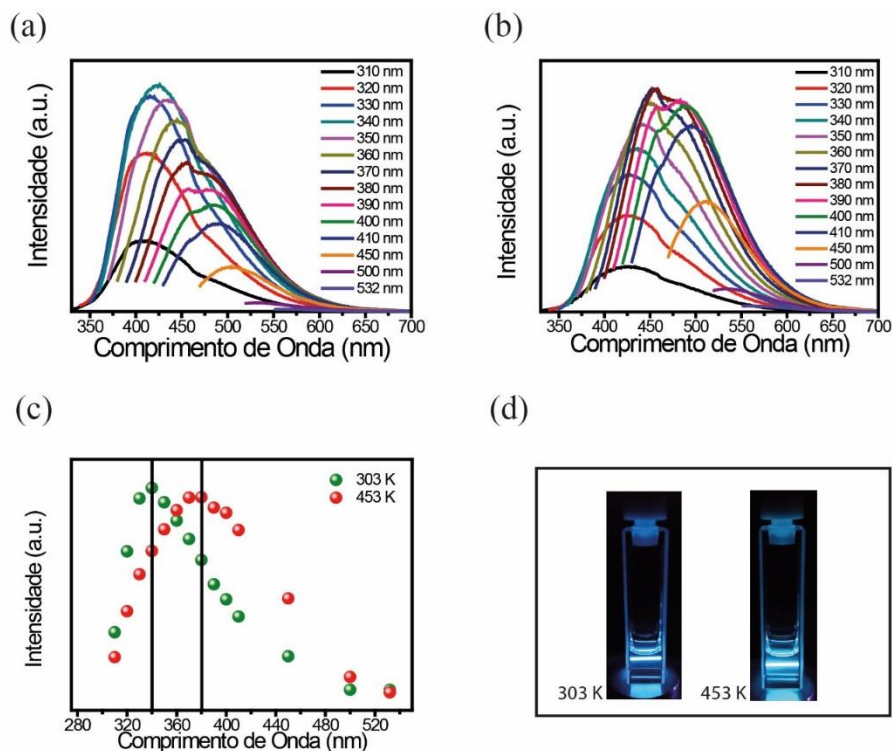 (a)
Intensidade (a.u.)
310 nm
320 nm
330 nm
340 nm
350 nm
360 nm
370 nm
380 nm
390 nm
400 nm
410 nm
450 nm
500 nm
532 nm
350 400 450 500 550 600 650 700
Comprimento de Onda (nm)
(b)
Intensidade (a.u.)
310 nm
320 nm
330 nm
340 nm
350 nm
360 nm
370 nm
380 nm
390 nm
400 nm
410 nm
450 nm
500 nm
532 nm
350 400 450 500 550 600 650 700
Comprimento de Onda (nm)
(c)
Intensidade (a.u.)
303 K
453 K
280 320 360 400 440 480 520
Comprimento de Onda (nm)
(d)
303 K
453 K